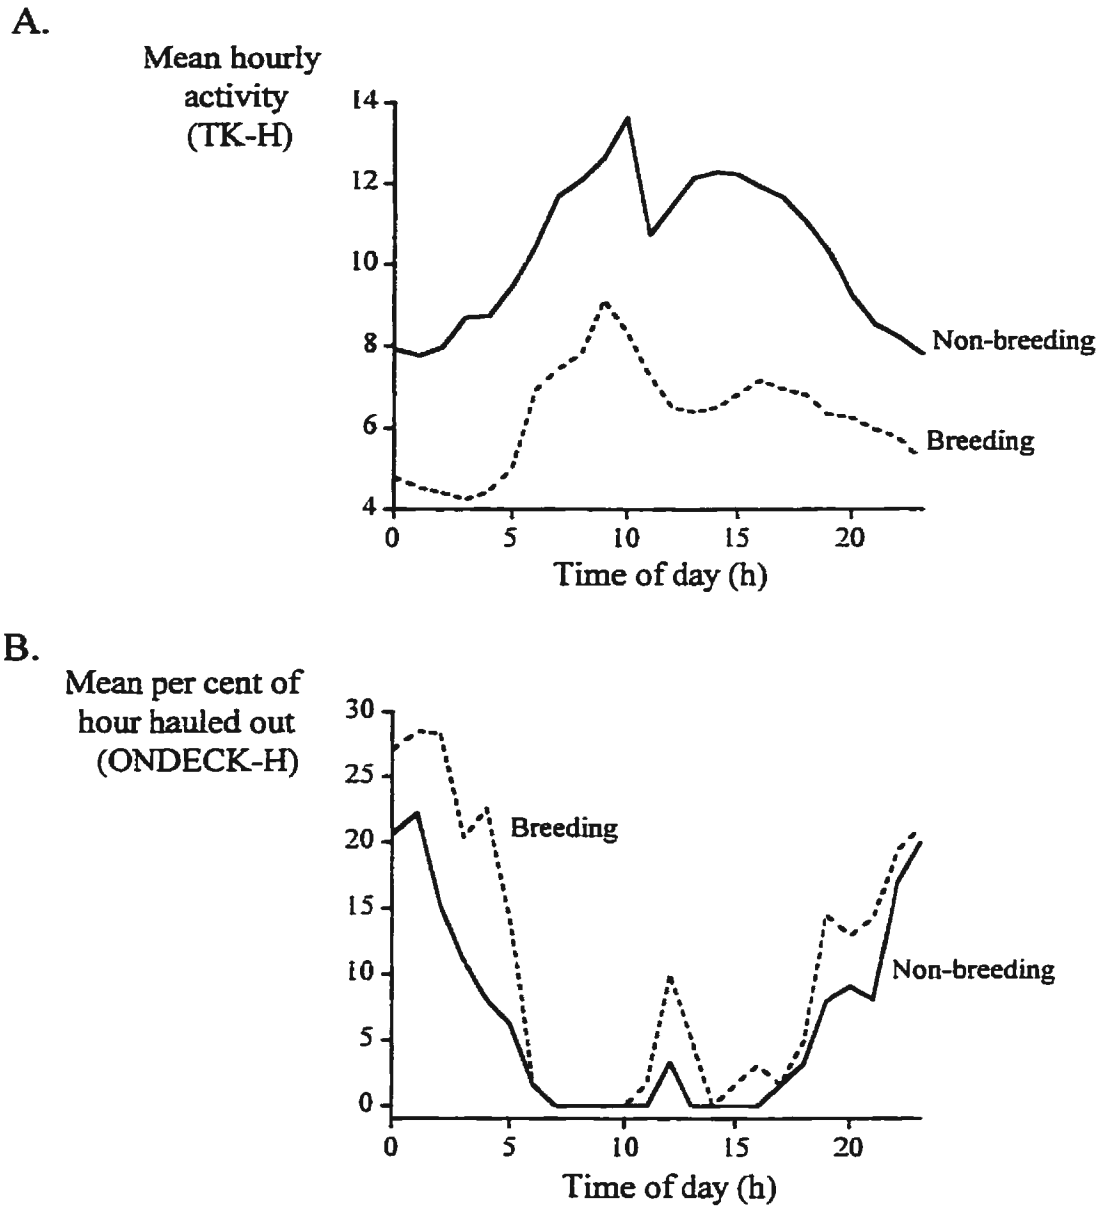 A.
Mean hourly
activity
(TK-H)
14
12
10
8
6
4
Non-breeding
Breeding
0 5 10 15 20
Time of day (h)
B.
Mean per cent of
hour hauled out
(ONDECK-H)
30
25
20
15
10
5
0
Breeding
Non-breeding
0 5 10 15 20
Time of day (h)